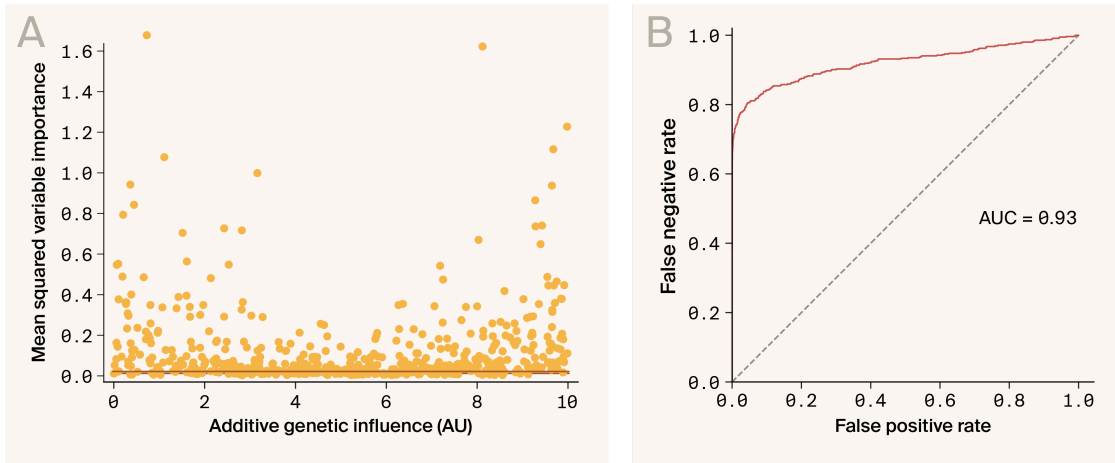 A
Mean squared variable importance
1.6
1.4
1.2
1.0
0.8
0.6
0.4
0.2
0.0
0 2 4 6 8 10
Additive genetic influence (AU)
B
False negative rate
1.0
0.8
0.6
0.4
0.2
0.0
AUC = 0.93
0.0 0.2 0.4 0.6 0.8 1.0
False positive rate